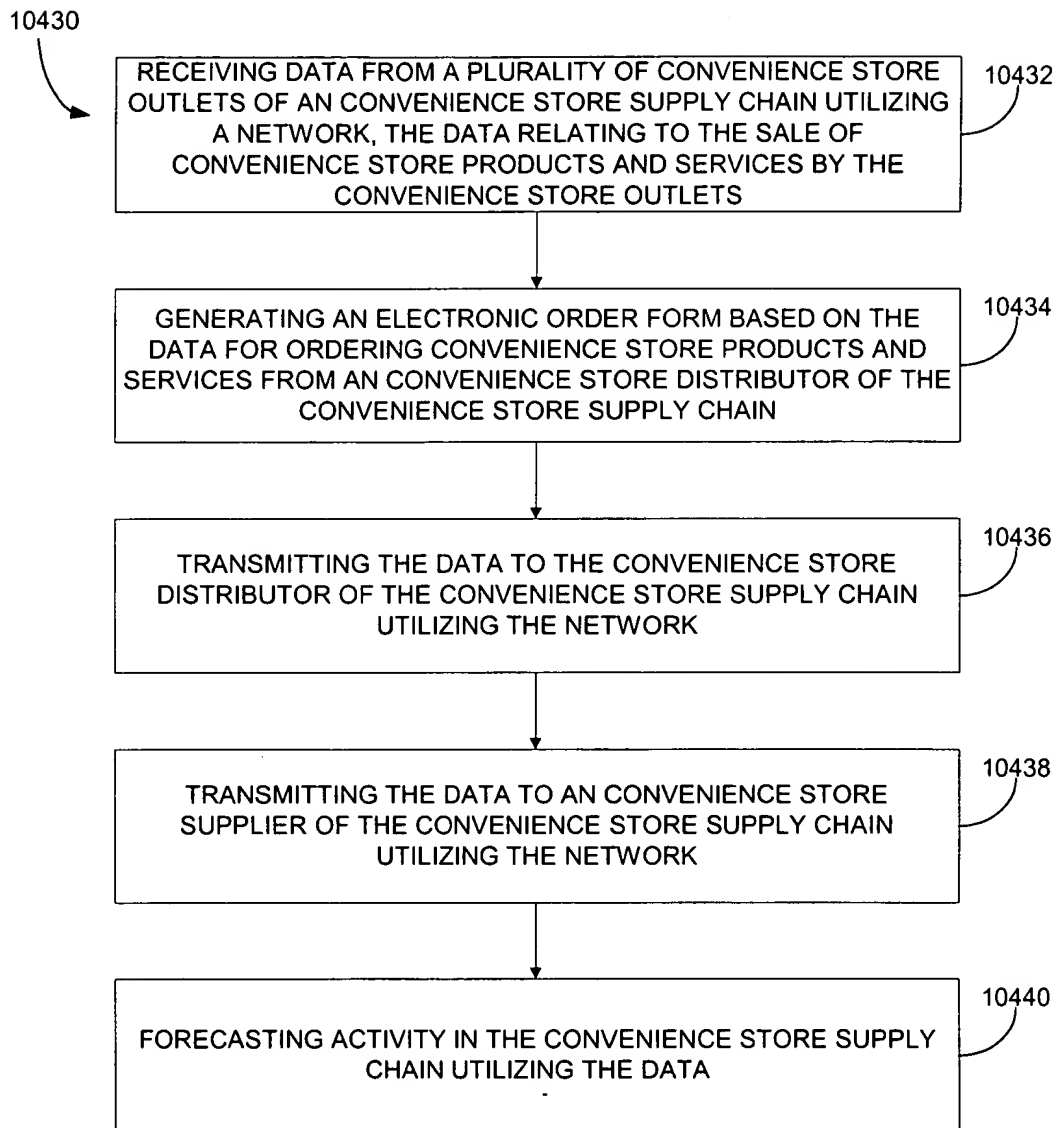 10430
RECEIVING DATA FROM A PLURALITY OF CONVENIENCE STORE
OUTLETS OF AN CONVENIENCE STORE SUPPLY CHAIN UTILIZING
A NETWORK, THE DATA RELATING TO THE SALE OF
CONVENIENCE STORE PRODUCTS AND SERVICES BY THE
CONVENIENCE STORE OUTLETS
10432
GENERATING AN ELECTRONIC ORDER FORM BASED ON THE
DATA FOR ORDERING CONVENIENCE STORE PRODUCTS AND
SERVICES FROM AN CONVENIENCE STORE DISTRIBUTOR OF THE
CONVENIENCE STORE SUPPLY CHAIN
10434
TRANSMITTING THE DATA TO THE CONVENIENCE STORE
DISTRIBUTOR OF THE CONVENIENCE STORE SUPPLY CHAIN
UTILIZING THE NETWORK
10436
TRANSMITTING THE DATA TO AN CONVENIENCE STORE
SUPPLIER OF THE CONVENIENCE STORE SUPPLY CHAIN
UTILIZING THE NETWORK
10438
FORECASTING ACTIVITY IN THE CONVENIENCE STORE SUPPLY
CHAIN UTILIZING THE DATA
10440